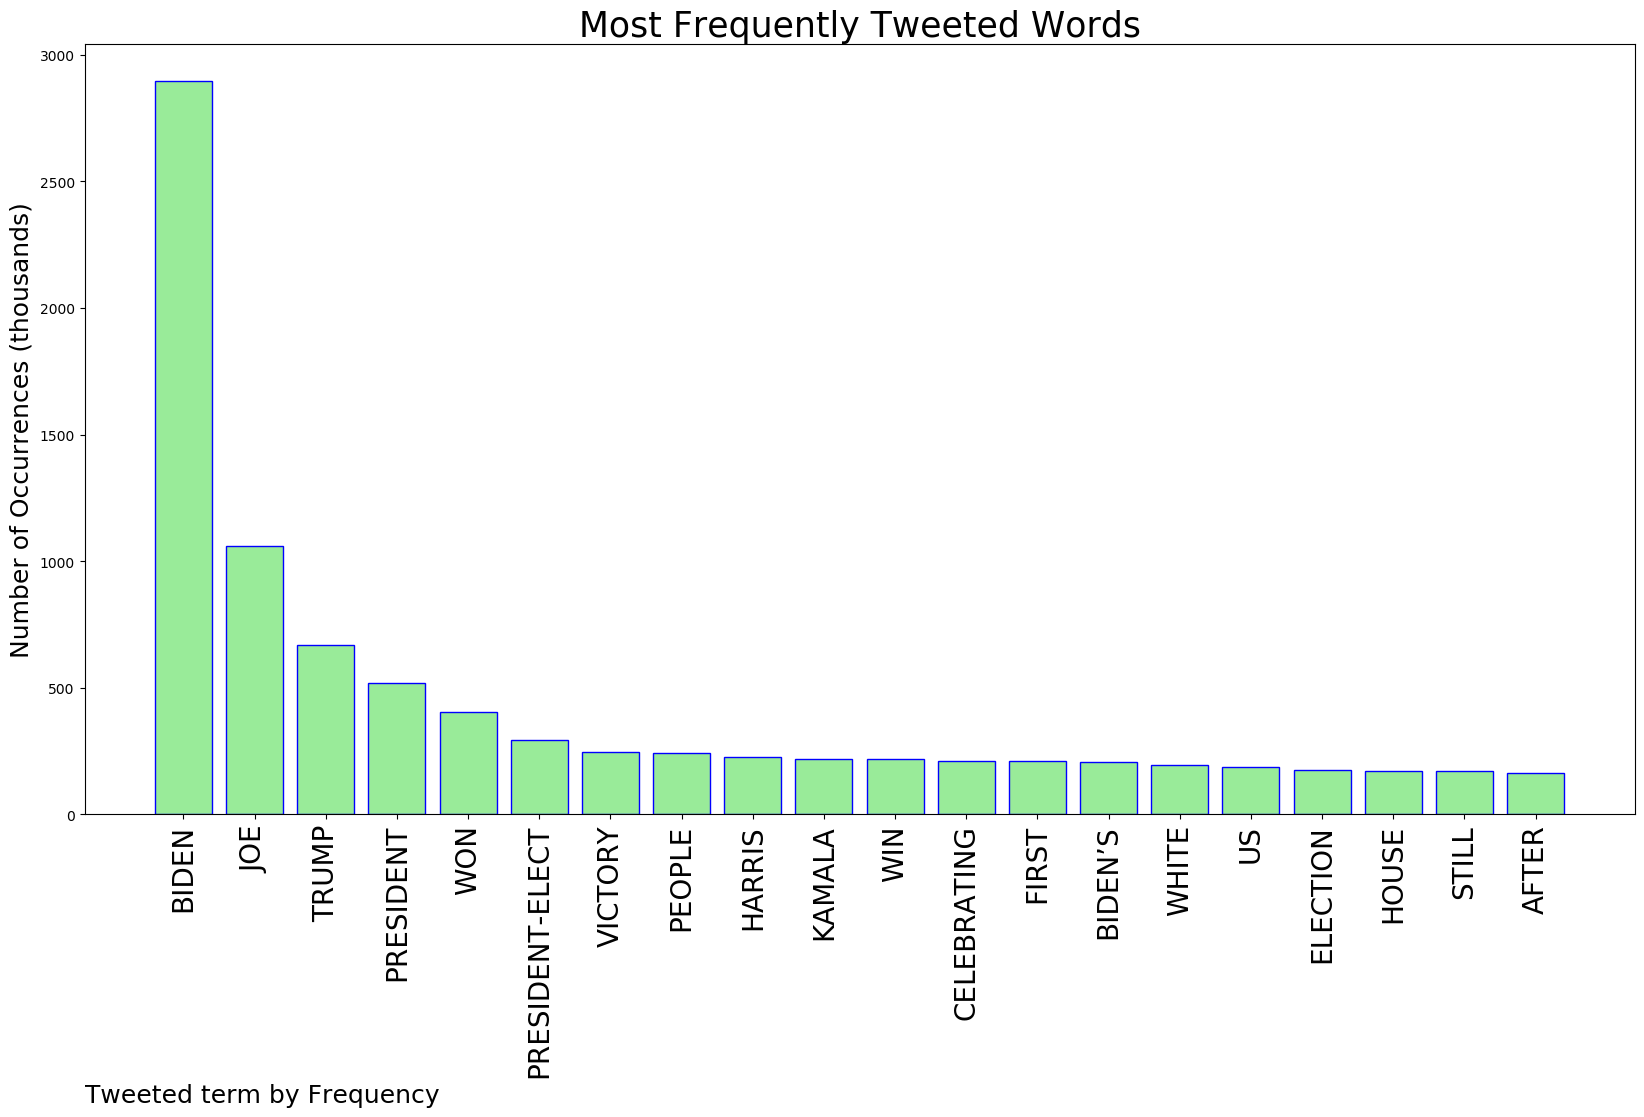 Most Frequently Tweeted Words
Number of Occurrences (thousands)
3000
2500
2000
1500
1000
500
0
BIDEN
JOE
TRUMP
PRESIDENT
WON
PRESIDENT-ELECT
VICTORY
PEOPLE
HARRIS
KAMALA
WIN
CELEBRATING
FIRST
BIDEN’S
WHITE
US
ELECTION
HOUSE
STILL
AFTER
Tweeted term by Frequency